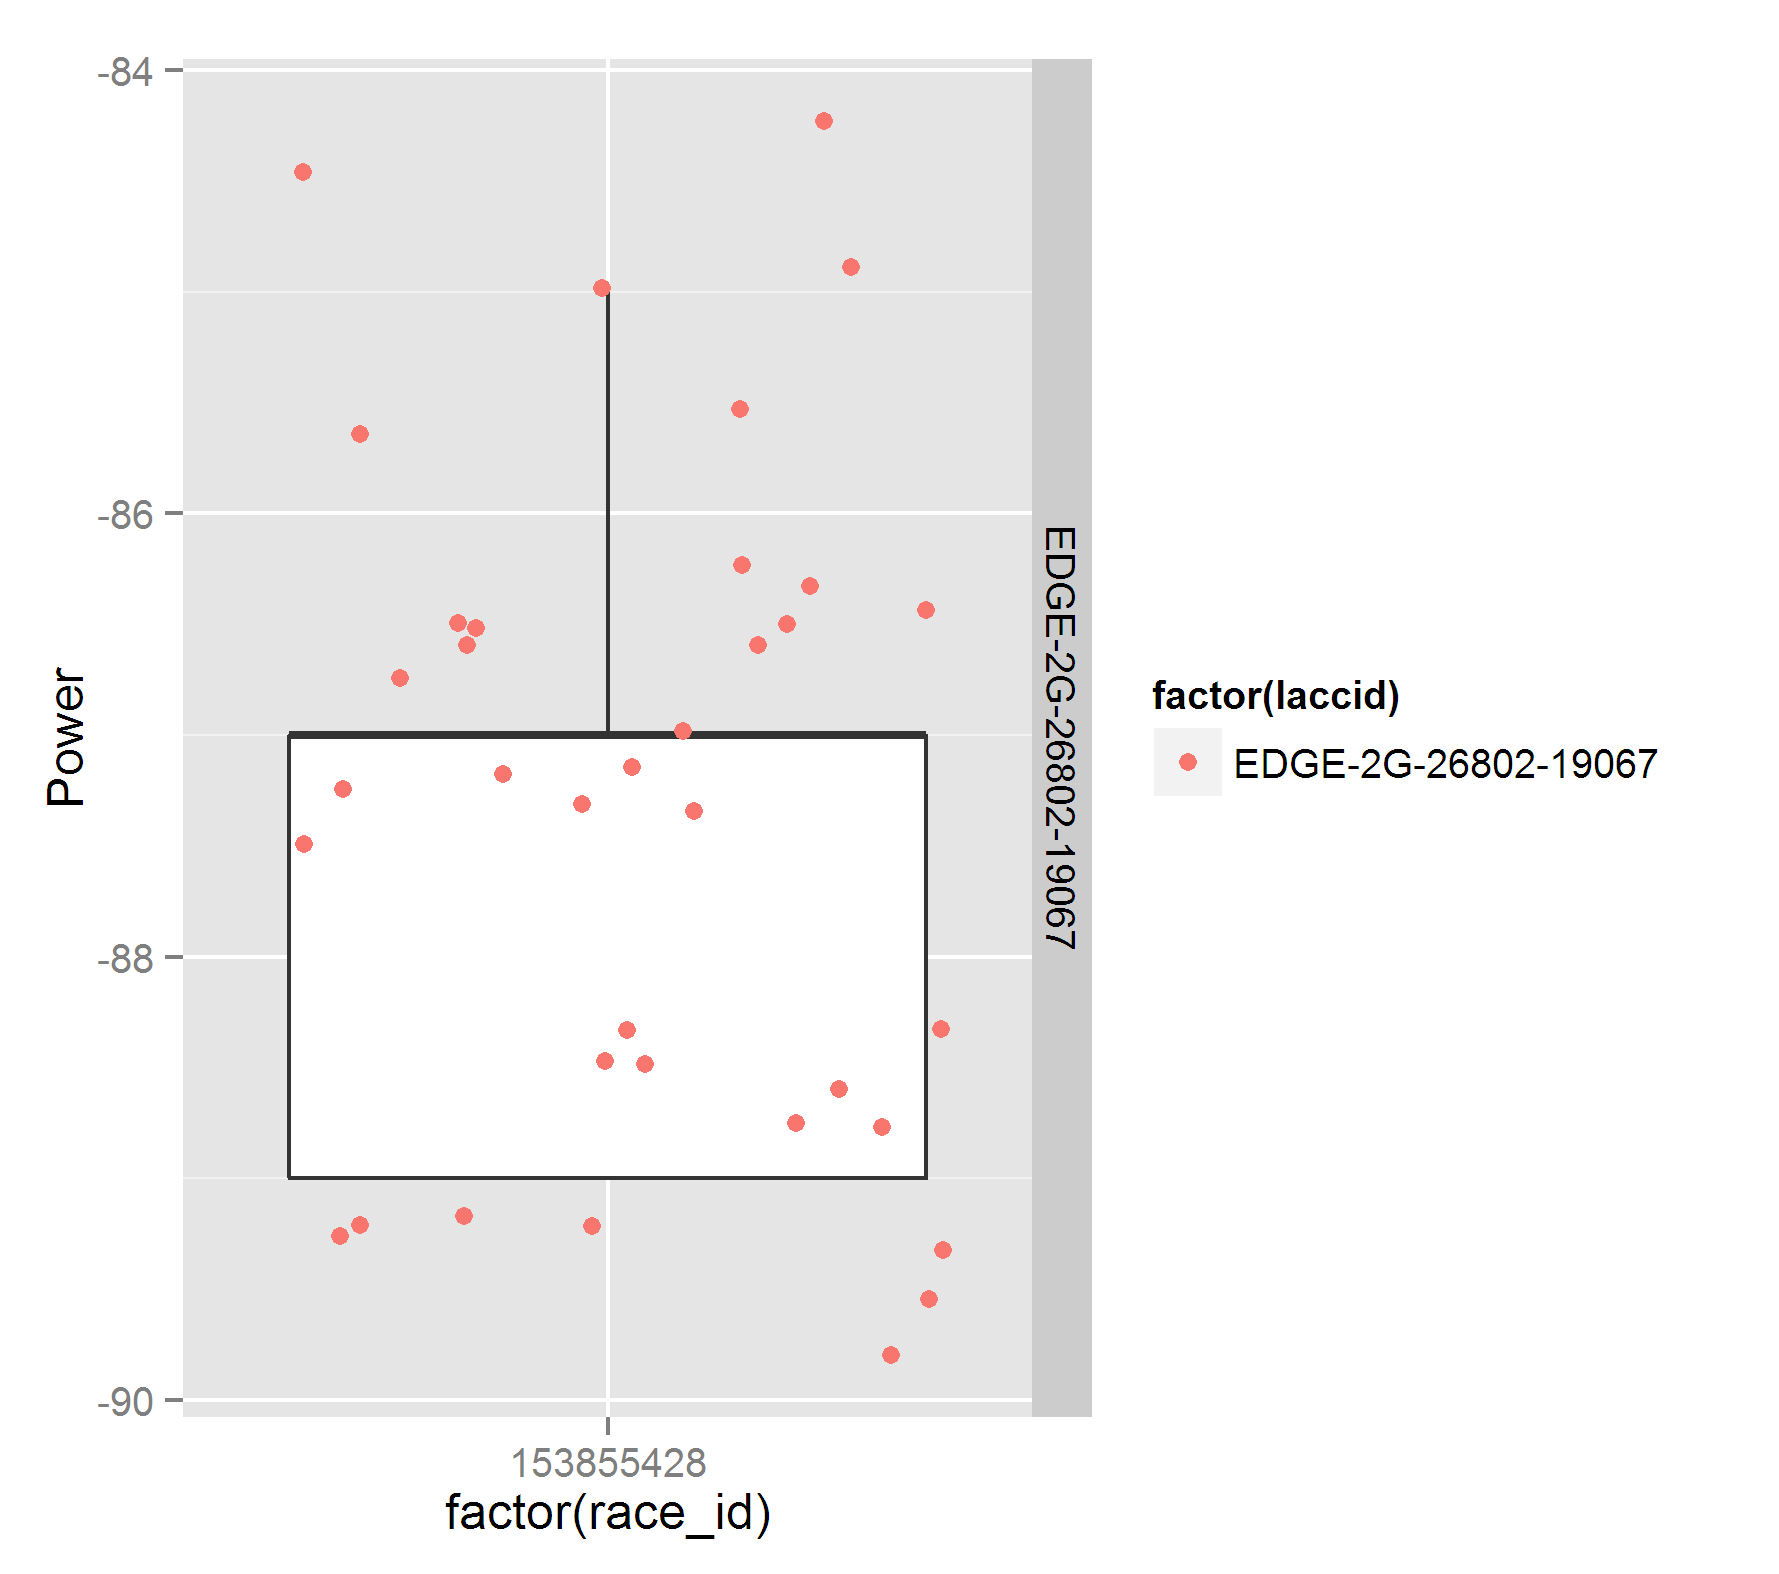 -84
-86
-88
-90
Power
153855428
factor(race_id)
EDGE-2G-26802-19067
factor(laccid)
EDGE-2G-26802-19067